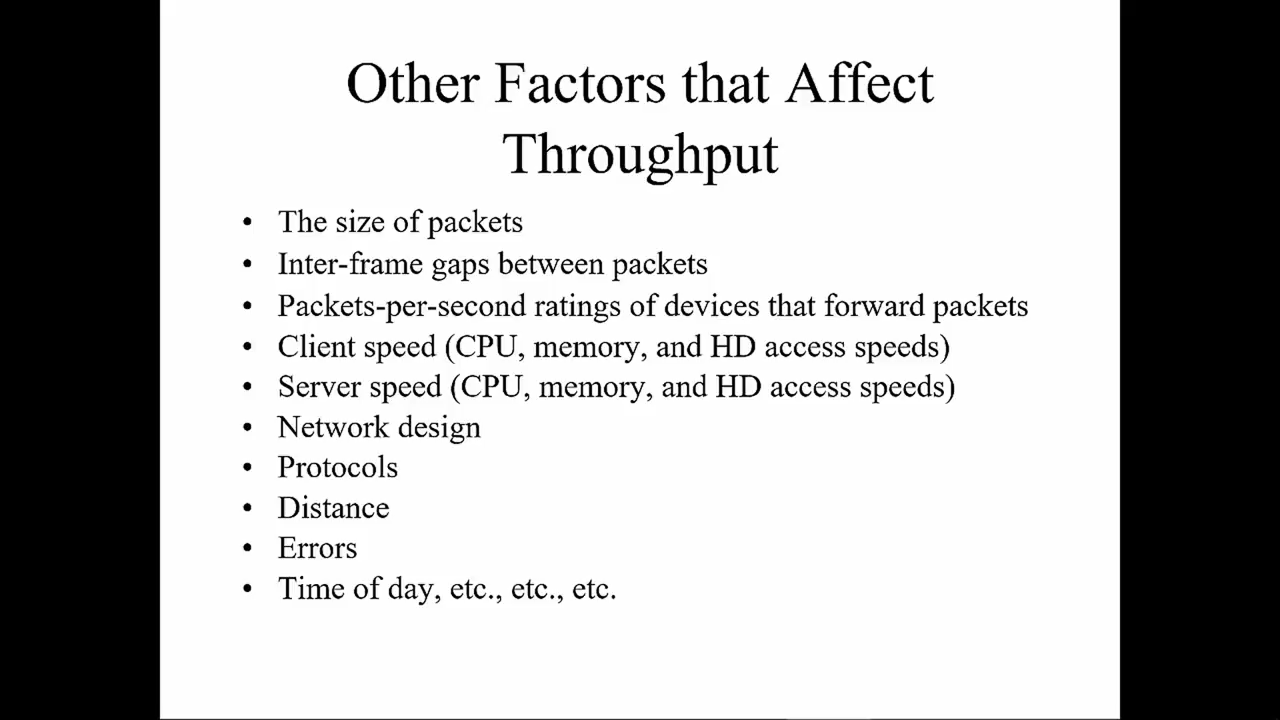 Other Factors that Affect
Throughput
• The size of packets
• Inter-frame gaps between packets
• Packets-per-second ratings of devices that forward packets
• Client speed (CPU, memory, and HD access speeds)
• Server speed (CPU, memory, and HD access speeds)
• Network design
• Protocols
• Distance
• Errors
• Time of day, etc., etc., etc.